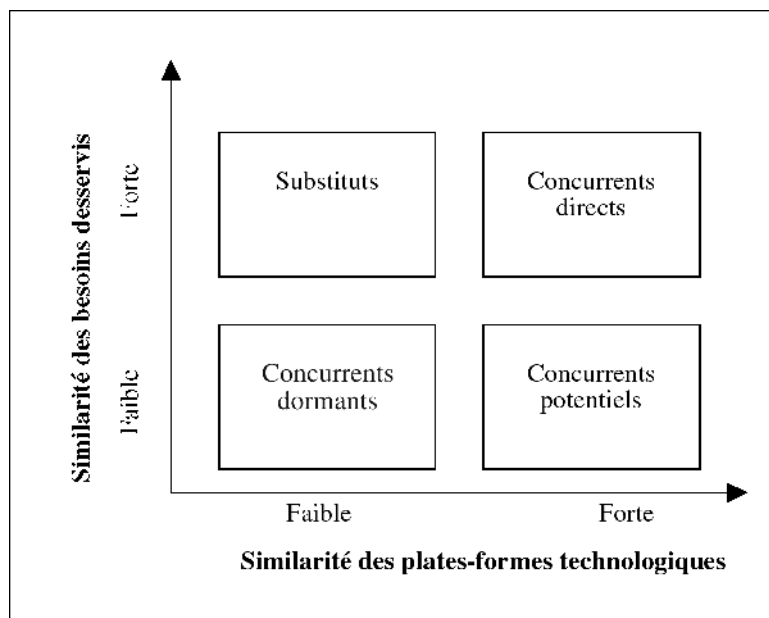 Similarité des besoins desservis
Forte
Faible
Substituts
Concurrents
directs
Concurrents
dormants
Concurrents
potentiels
Faible
Forte
Similarité des plates-formes technologiques